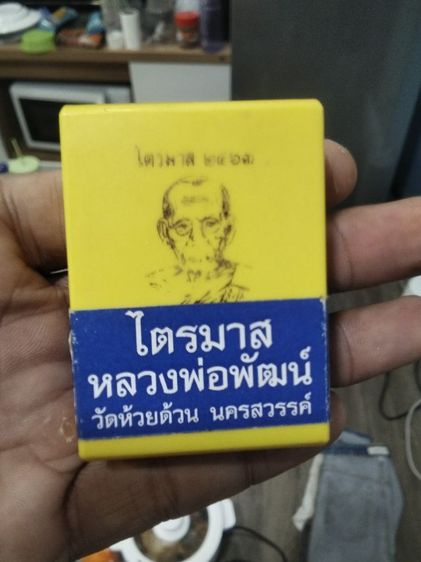 ไตรมาส ๒๕๖๓
ไตรมาส
หลวงพ่อพัฒน์
วัดห้วยด้วน นครสวรรค์